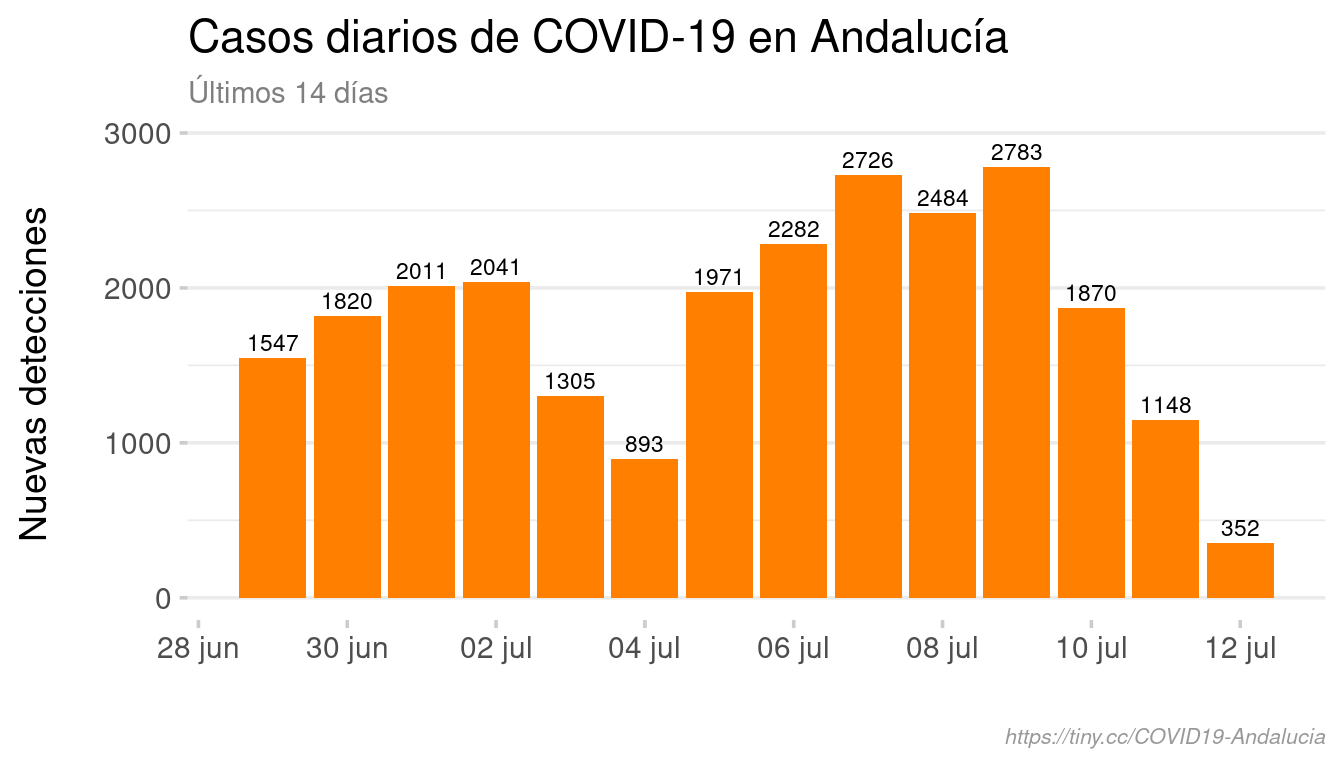 Casos diarios de COVID-19 en Andalucía
Últimos 14 días
Nuevas detecciones
3000
2000
1000
0
1547
1820
2011
2041
1305
893
1971
2282
2726
2484
2783
1870
1148
352
28 jun
30 jun
02 jul
04 jul
06 jul
08 jul
10 jul
12 jul
https://tiny.cc/COVID19-Andalucia